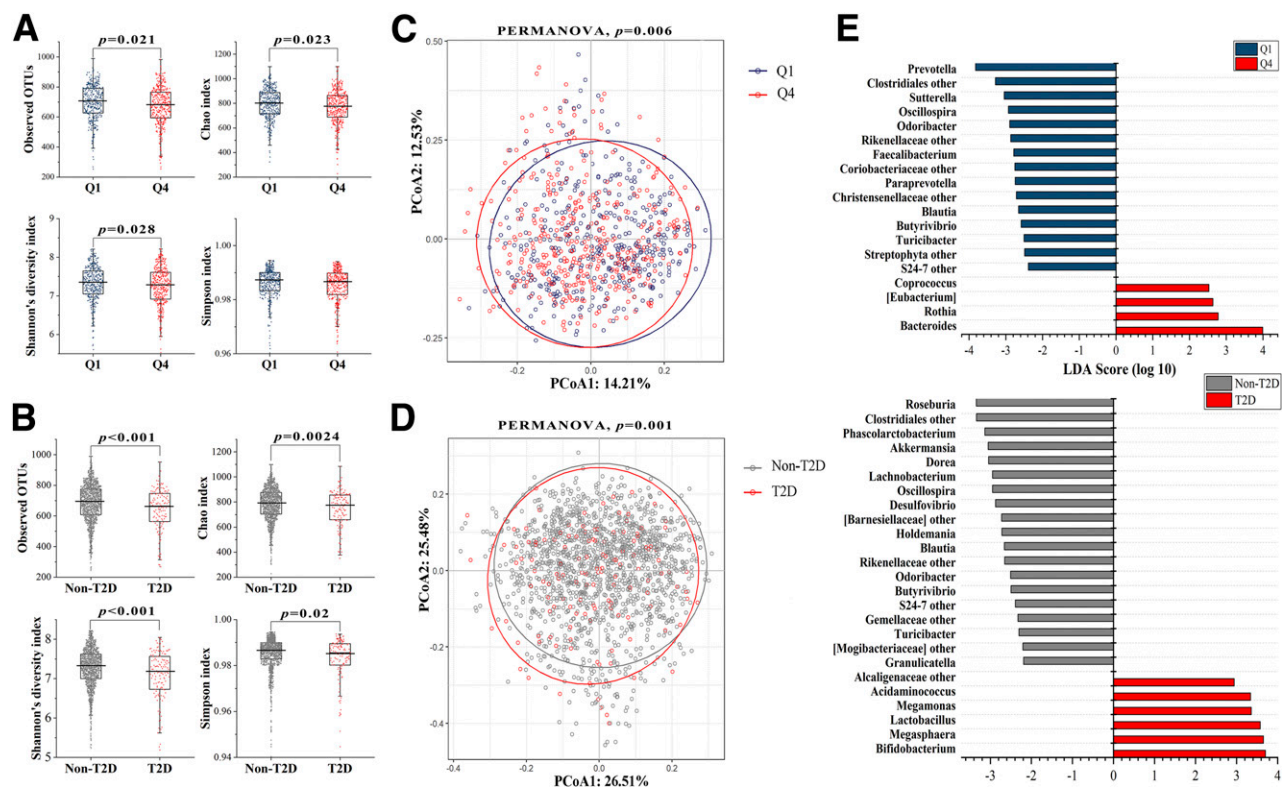 A
p=0.021
Observed OTUs
1000
800
600
400
200
Q1
Q4
p=0.023
Chao index
1200
1000
800
600
400
200
Q1
Q4
p=0.028
Shannon's diversity index
9
8
7
6
Q1
Q4
Simpson index
1.00
0.98
0.96
Q1
Q4
B
p<0.001
Observed OTUs
1000
800
600
400
200
Non-T2D
T2D
p=0.0024
Chao index
1200
1000
800
600
400
200
Non-T2D
T2D
p<0.001
Shannon's diversity index
8
7
6
5
Non-T2D
T2D
p=0.02
Simpson index
1.00
0.98
0.96
0.94
Non-T2D
T2D
C
PERMANOVA, p=0.006
Q1
Q4
PCoA2: 12.53%
0.50
0.25
0.00
-0.25
-0.2
0.0
0.2
PCoA1: 14.21%
D
PERMANOVA, p=0.001
Non-T2D
T2D
PCoA2: 25.48%
0.2
0.0
-0.2
-0.4
-0.4
-0.2
0.0
0.2
PCoA1: 26.51%
E
Q1
Q4
Prevotella
Clostridiales other
Sutterella
Oscillospira
Odoribacter
Rikenellaceae other
Faecalibacterium
Coriobacteriaceae other
Paraprevotella
Christensenellaceae other
Blautia
Butyrivibrio
Turicibacter
Streptophyta other
S24-7 other
Coprococcus
[Eubacterium]
Rothia
Bacteroides
-4 -3 -2 -1 0 1 2 3 4
LDA Score (log 10)
Non-T2D
T2D
Roseburia
Clostridiales other
Phascolarctobacterium
Akkermansia
Dorea
Lachnobacterium
Oscillospira
Desulfovibrio
[Barnesiellaceae] other
Holdemania
Blautia
Rikenellaceae other
Odoribacter
Butyrivibrio
S24-7 other
Gemellaceae other
Turicibacter
[Mogibacteriaceae] other
Granulicatella
Alcaligenaceae other
Acidaminococcus
Megamonas
Lactobacillus
Megasphaera
Bifidobacterium
-3 -2 -1 0 1 2 3 4